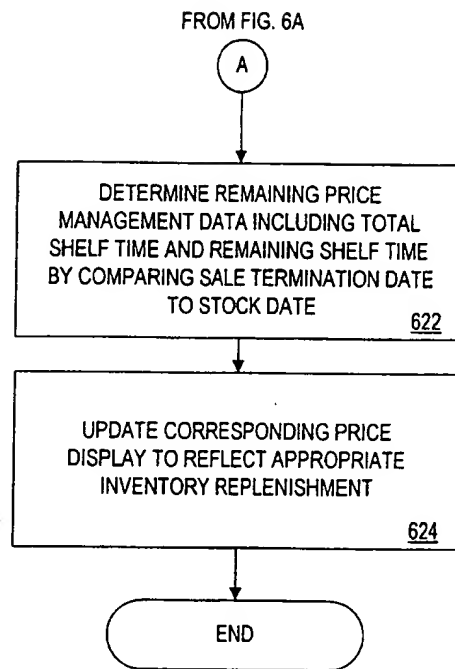 FROM FIG. 6A
A
DETERMINE REMAINING PRICE
MANAGEMENT DATA INCLUDING TOTAL
SHELF TIME AND REMAINING SHELF TIME
BY COMPARING SALE TERMINATION DATE
TO STOCK DATE
622
UPDATE CORRESPONDING PRICE
DISPLAY TO REFLECT APPROPRIATE
INVENTORY REPLENISHMENT
624
END